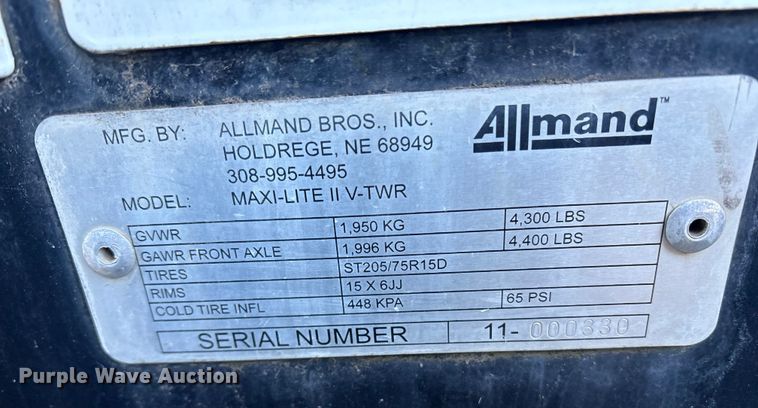 MFG. BY: ALLMAND BROS., INC.
HOLDREGE, NE 68949
308-995-4495
Allmand™
MODEL: MAXI-LITE II V-TWR
GVWR 1,950 KG 4,300 LBS
GAWR FRONT AXLE 1,996 KG 4,400 LBS
TIRES ST205/75R15D
RIMS 15 X 6JJ
COLD TIRE INFL 448 KPA 65 PSI
SERIAL NUMBER 11-000330
Purple Wave Auction